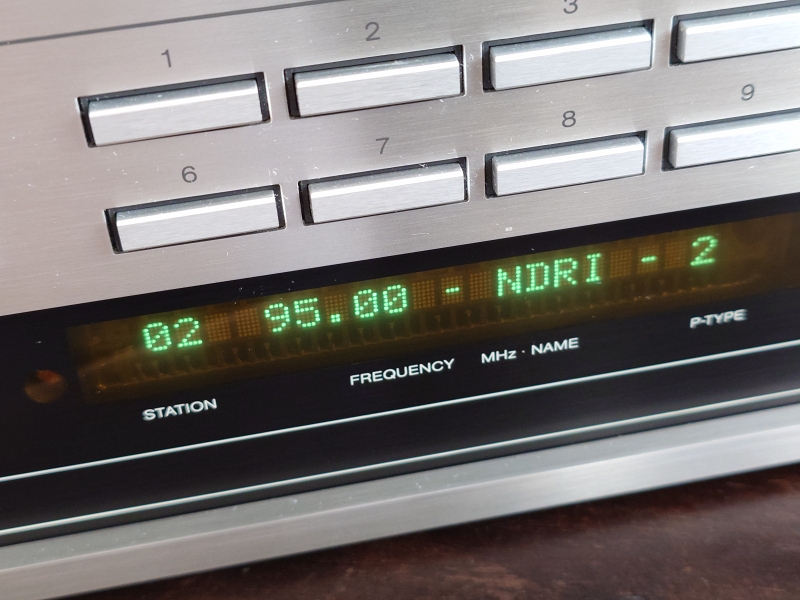 1 2 3
6 7 8 9
02 95.00 - NDRI - 2
STATION FREQUENCY MHz · NAME P-TYPE